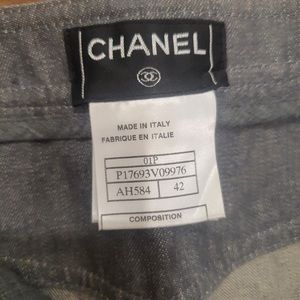 CHANEL
MADE IN ITALY
FABRIQUE EN ITALIE
01P
P17693V09976
AH584 42
COMPOSITION